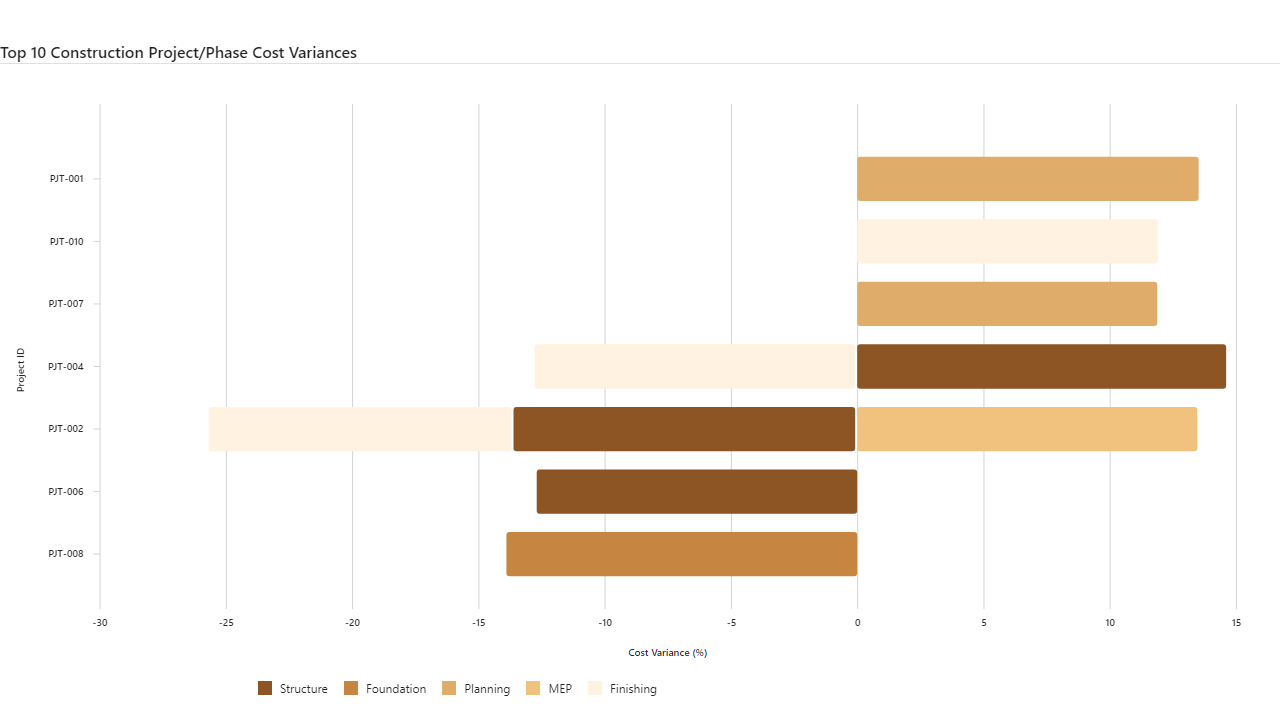 Top 10 Construction Project/Phase Cost Variances
PJT-001
PJT-010
PJT-007
PJT-004
PJT-002
PJT-006
PJT-008
Project ID
-30 -25 -20 -15 -10 -5 0 5 10 15
Cost Variance (%)
Structure Foundation Planning MEP Finishing